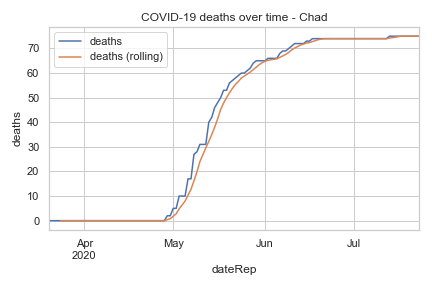 COVID-19 deaths over time - Chad
deaths
deaths (rolling)
deaths
70
60
50
40
30
20
10
0
Apr
2020
May
Jun
Jul
dateRep